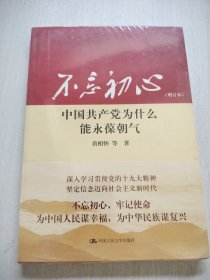 不忘初心
（增订本）
中国共产党为什么
能永葆朝气
黄相怀 等 著
深入学习贯彻党的十九大精神
坚定信念迈向社会主义新时代
不忘初心，牢记使命
为中国人民谋幸福，为中华民族谋复兴
中国人民大学出版社